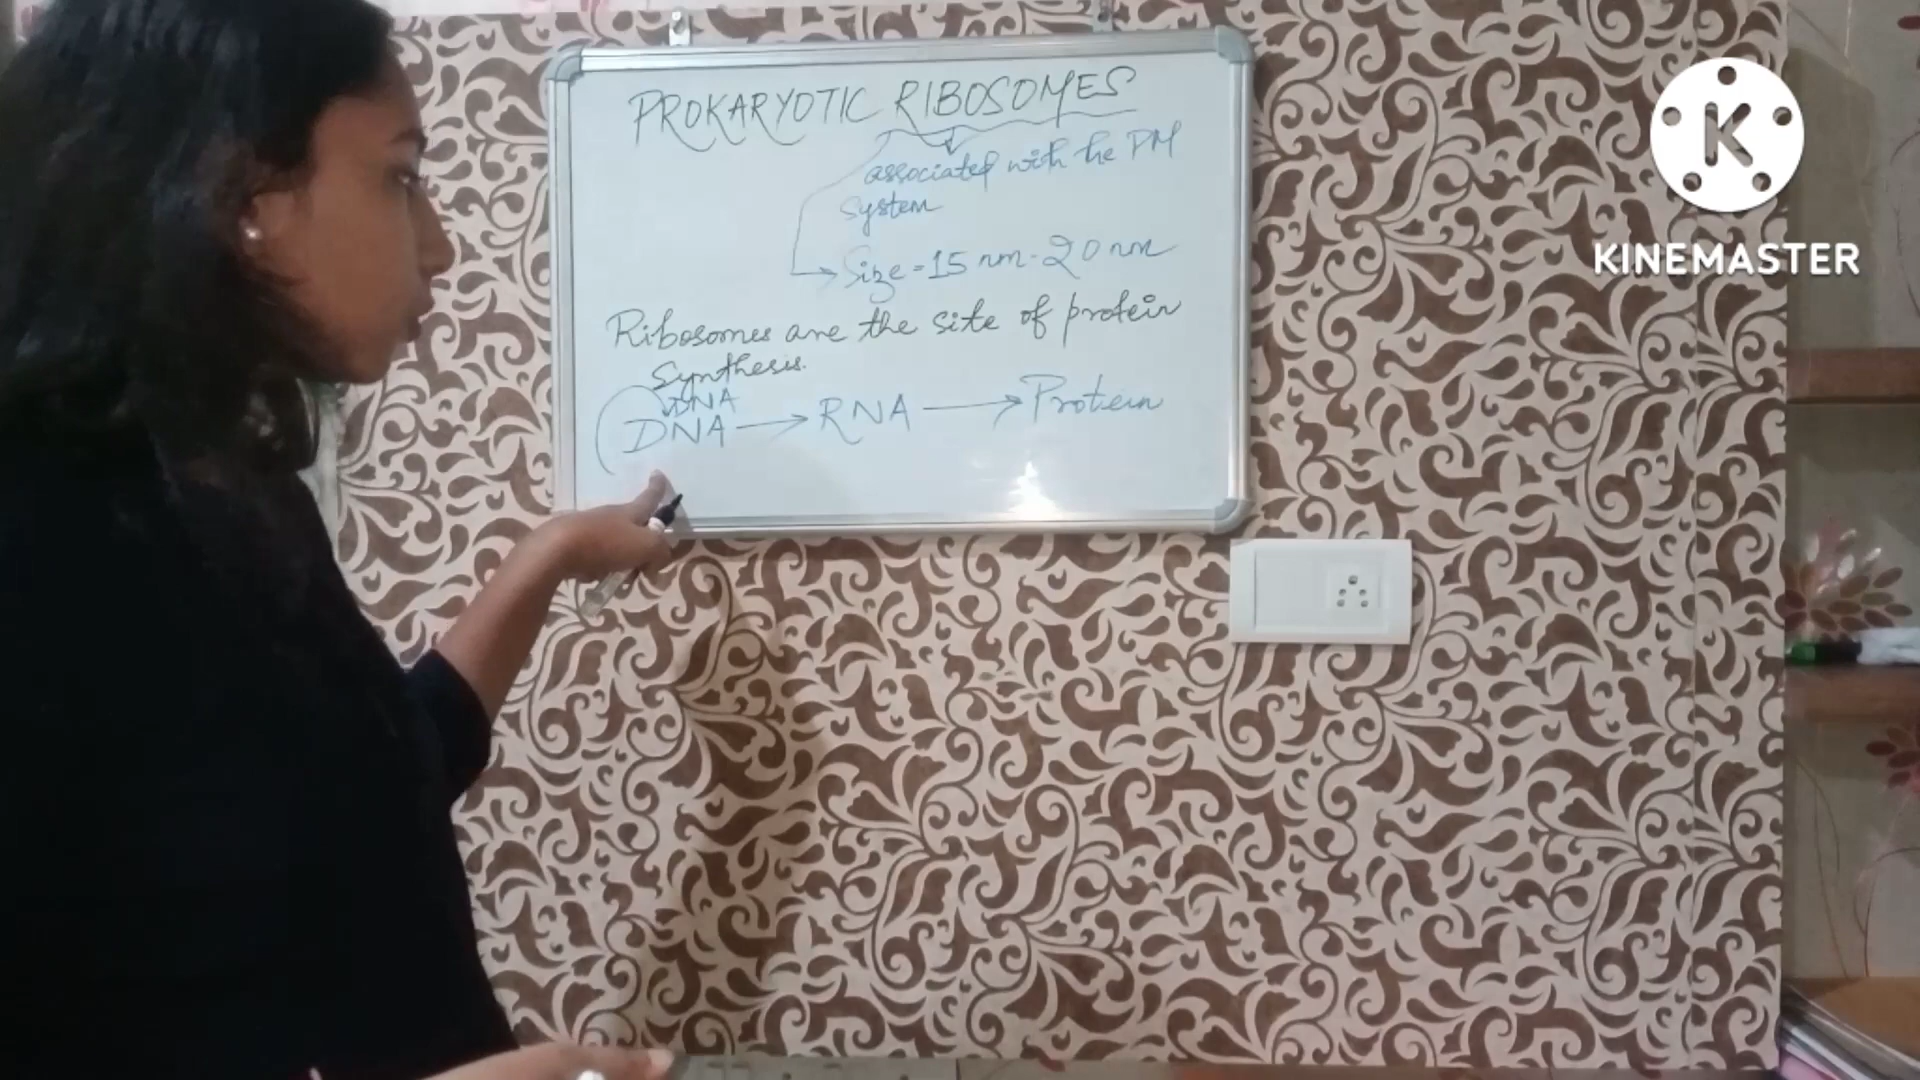 PROKARYOTIC RIBOSOMES
associated with the PM
system
Size = 15 nm - 20 nm
Ribosomes are the site of protein
synthesis.
DNA
DNA → RNA → Protein
K
KINEMASTER